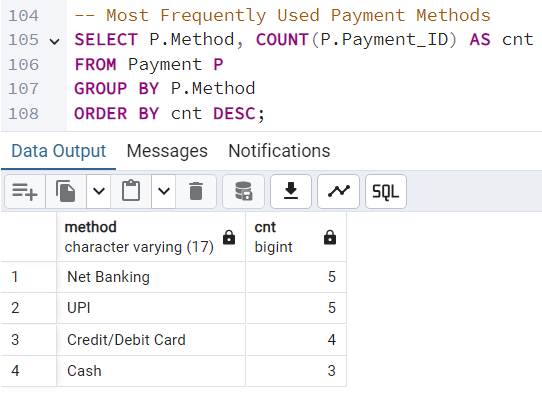 104 -- Most Frequently Used Payment Methods
105 SELECT P.Method, COUNT(P.Payment_ID) AS cnt
106 FROM Payment P
107 GROUP BY P.Method
108 ORDER BY cnt DESC;
Data Output Messages Notifications
SQL
method cnt
character varying (17) bigint
1 Net Banking 5
2 UPI 5
3 Credit/Debit Card 4
4 Cash 3